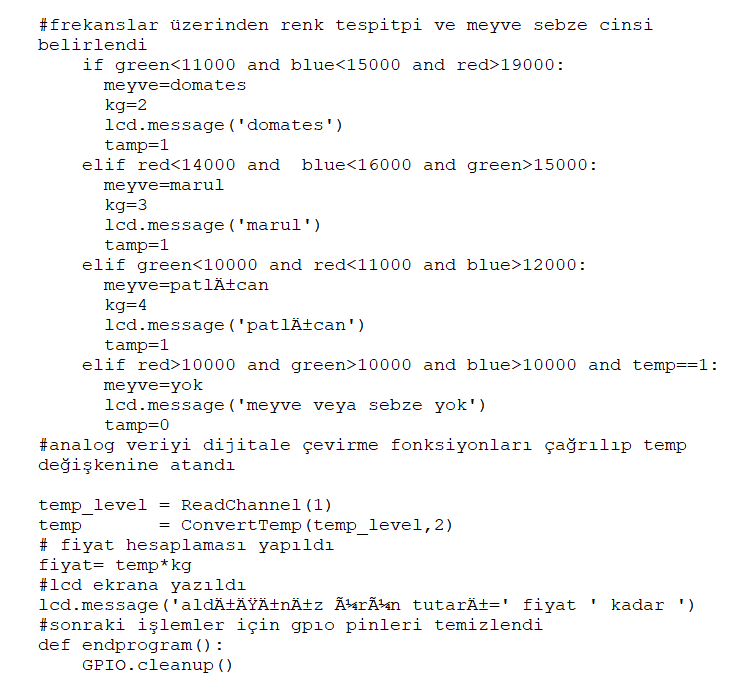 #frekanslar üzerinden renk tespitpi ve meyve sebze cinsi
belirlendi
    if green<11000 and blue<15000 and red>19000:
      meyve=domates
      kg=2
      lcd.message('domates')
      tamp=1
    elif red<14000 and  blue<16000 and green>15000:
      meyve=marul
      kg=3
      lcd.message('marul')
      tamp=1
    elif green<10000 and red<11000 and blue>12000:
      meyve=patlÄ±can
      kg=4
      lcd.message('patlÄ±can')
      tamp=1
    elif red>10000 and green>10000 and blue>10000 and temp==1:
      meyve=yok
      lcd.message('meyve veya sebze yok')
      tamp=0
#analog veriyi dijitale çevirme fonksiyonları çağrılıp temp
değişkenine atandı

temp_level = ReadChannel(1)
temp       = ConvertTemp(temp_level,2)
# fiyat hesaplaması yapıldı
fiyat= temp*kg
#lcd ekrana yazıldı
lcd.message('aldÄ±ÄŸÄ±nÄ±z Ã¼rÃ¼n tutarÄ±=' fiyat ' kadar ')
#sonraki işlemler için gpıo pinleri temizlendi
def endprogram():
    GPIO.cleanup()